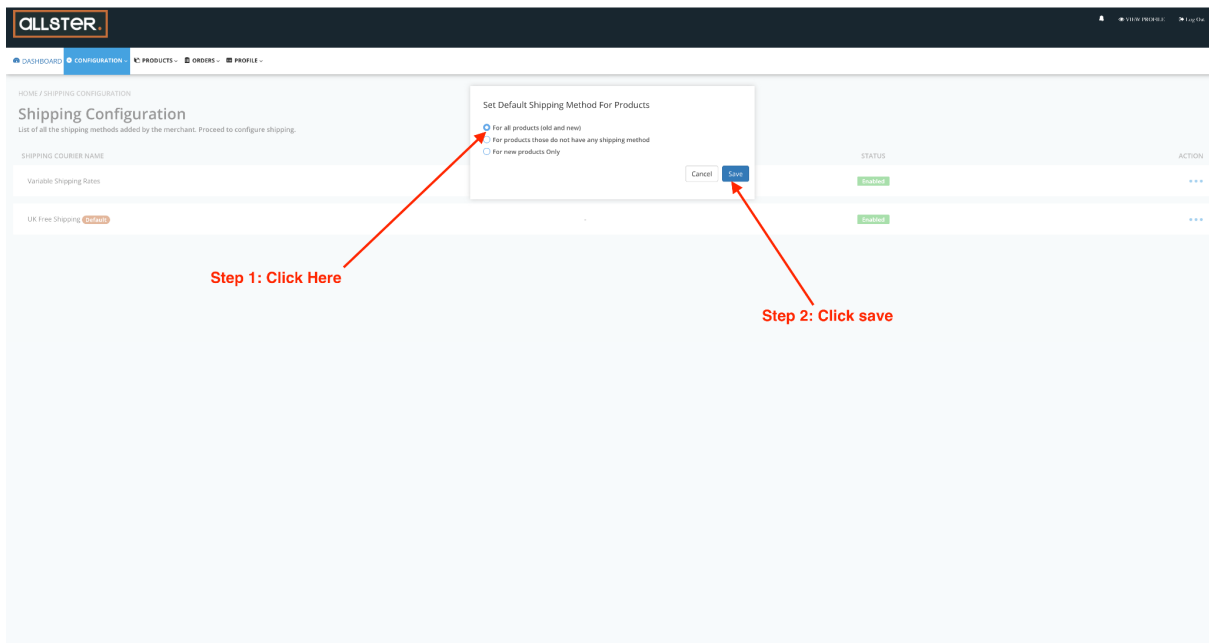 ALLSTER.
VIEW PROFILE Log Out
DASHBOARD CONFIGURATION PRODUCTS ORDERS PROFILE
HOME / SHIPPING CONFIGURATION
Shipping Configuration
List of all the shipping methods added by the merchant. Proceed to configure shipping.
Set Default Shipping Method For Products
For all products (old and new)
For products those do not have any shipping method
For new products Only
Cancel Save
SHIPPING COURIER NAME STATUS ACTION
Variable Shipping Rates Enabled
UK Free Shipping Default - Enabled
Step 1: Click Here
Step 2: Click save